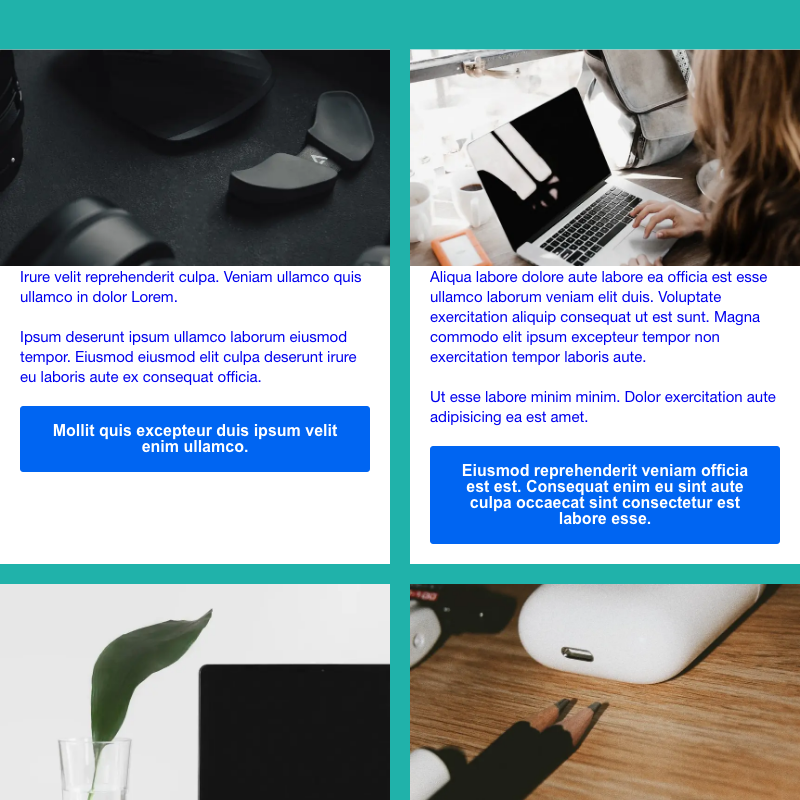 Irure velit reprehenderit culpa. Veniam ullamco quis
ullamco in dolor Lorem.
Ipsum deserunt ipsum ullamco laborum eiusmod
tempor. Eiusmod eiusmod elit culpa deserunt irure
eu laboris aute ex consequat officia.
Mollit quis excepteur duis ipsum velit
enim ullamco.
Aliqua labore dolore aute labore ea officia est esse
ullamco laborum veniam elit duis. Voluptate
exercitation aliquip consequat ut est sunt. Magna
commodo elit ipsum excepteur tempor non
exercitation tempor laboris aute.
Ut esse labore minim minim. Dolor exercitation aute
adipisicing ea est amet.
Eiusmod reprehenderit veniam officia
est est. Consequat enim eu sint aute
culpa occaecat sint consectetur est
labore esse.